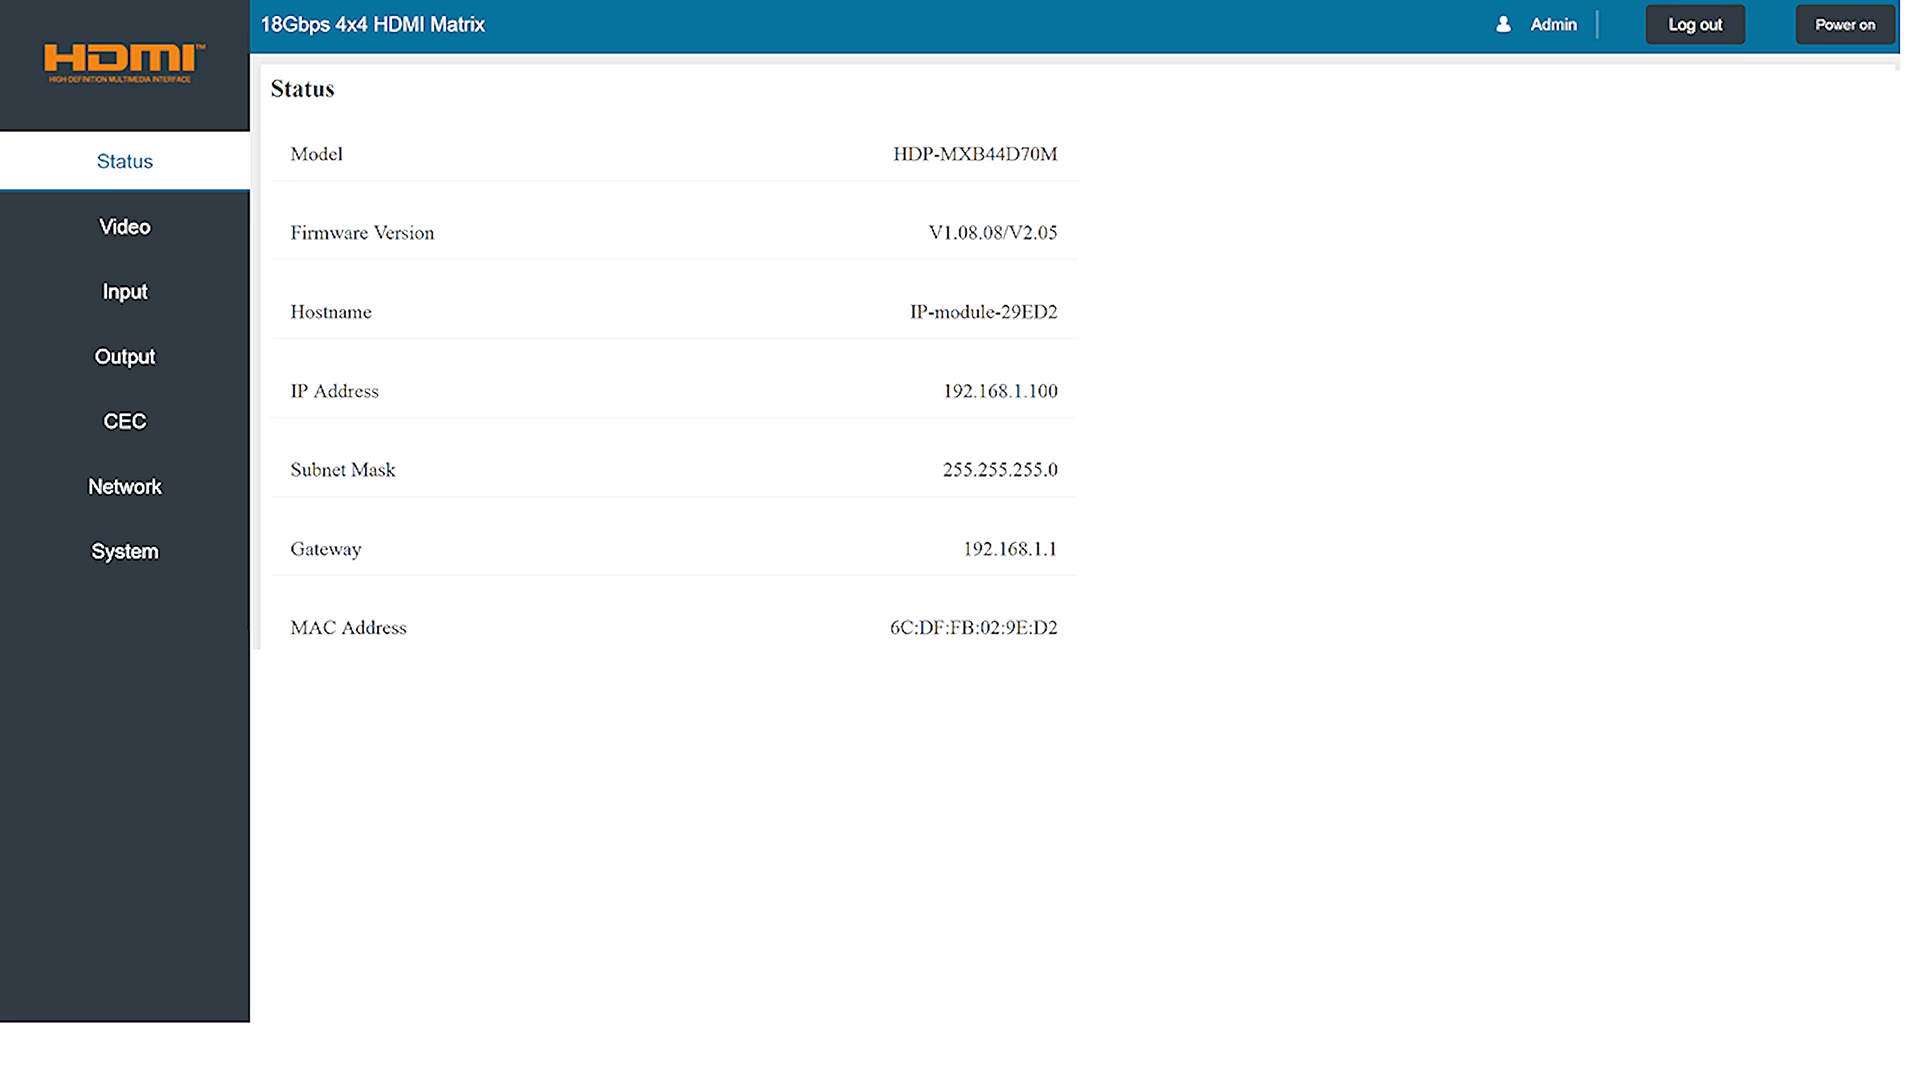 HDMI™
HIGH-DEFINITION MULTIMEDIA INTERFACE
18Gbps 4x4 HDMI Matrix
Admin
Log out
Power on
Status
Video
Input
Output
CEC
Network
System
Status
Model HDP-MXB44D70M
Firmware Version V1.08.08/V2.05
Hostname IP-module-29ED2
IP Address 192.168.1.100
Subnet Mask 255.255.255.0
Gateway 192.168.1.1
MAC Address 6C:DF:FB:02:9E:D2